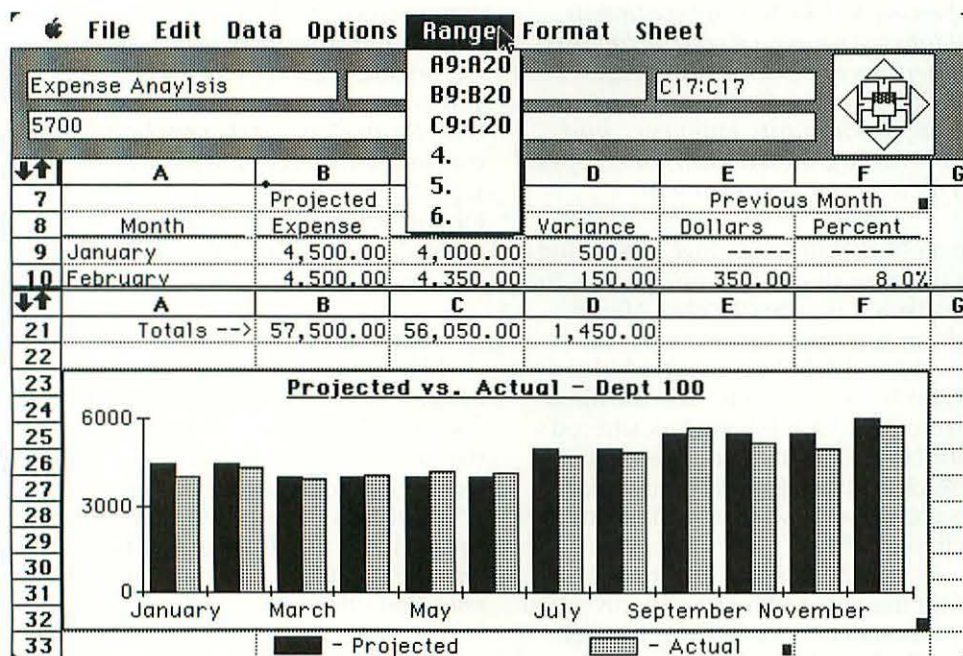 File Edit Data Options Range Format Sheet
A9:A20
B9:B20
C9:C20
4.
5.
6.
Expense Anaylsis C17:C17
5700
A B D E F G
7 Projected Previous Month
8 Month Expense Variance Dollars Percent
9 January 4,500.00 4,000.00 500.00 ----- -----
10 February 4,500.00 4,350.00 150.00 350.00 8.0%
A B C D E F G
21 Totals --> 57,500.00 56,050.00 1,450.00
22
23 Projected vs. Actual - Dept 100
24 6000
25
26
27
28 3000
29
30
31 0
32 January March May July September November
33 - Projected - Actual